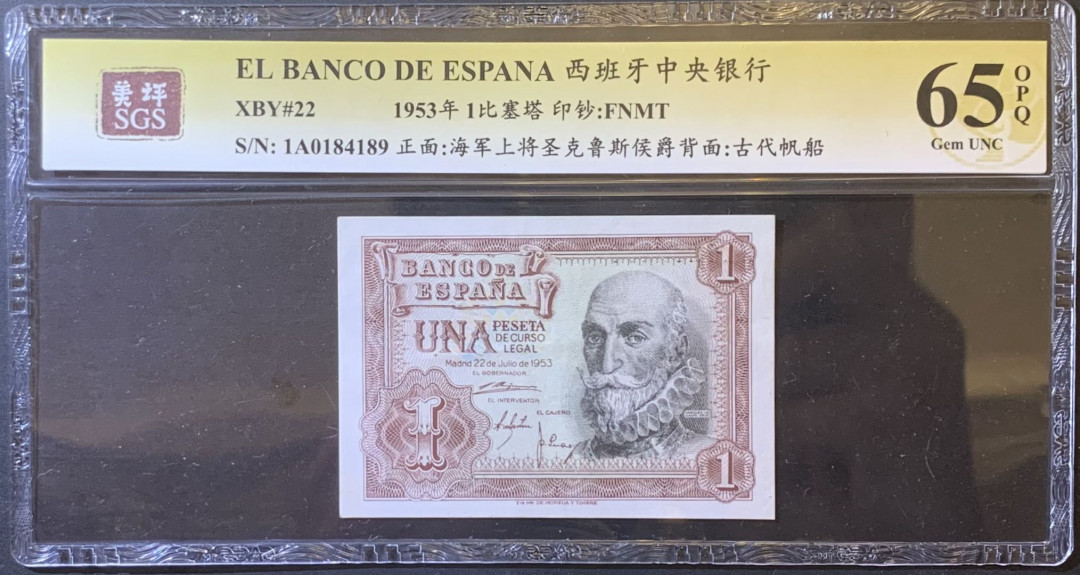 美评
SGS
EL BANCO DE ESPANA 西班牙中央银行
XBY#22 1953年 1比塞塔 印钞:FNMT
S/N: 1A0184189 正面:海军上将圣克鲁斯侯爵背面:古代帆船
65 OPQ
Gem UNC
BANCO DE
ESPAÑA
1
UNA PESETA
DE CURSO
LEGAL
Madrid 22 de Julio de 1953
EL GOBERNADOR
EL INTERVENTOR
EL CAJERO
1
1